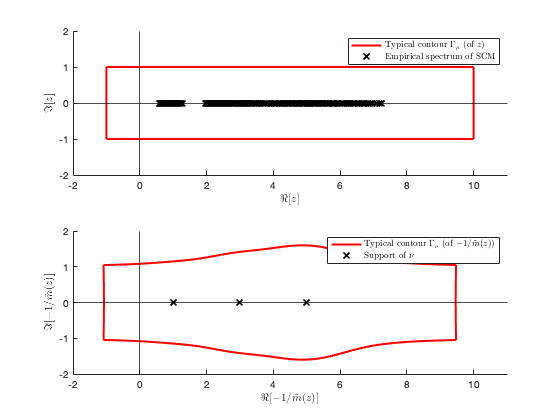 2
1
0
-1
-2
ℑ[z]
Typical contour Γρ (of z)
Empirical spectrum of SCM
-2 0 2 4 6 8 10
ℜ[z]
2
1
0
-1
-2
ℑ[-1/m̃(z)]
Typical contour Γν (of -1/m̃(z))
Support of ν
-2 0 2 4 6 8 10
ℜ[-1/m̃(z)]